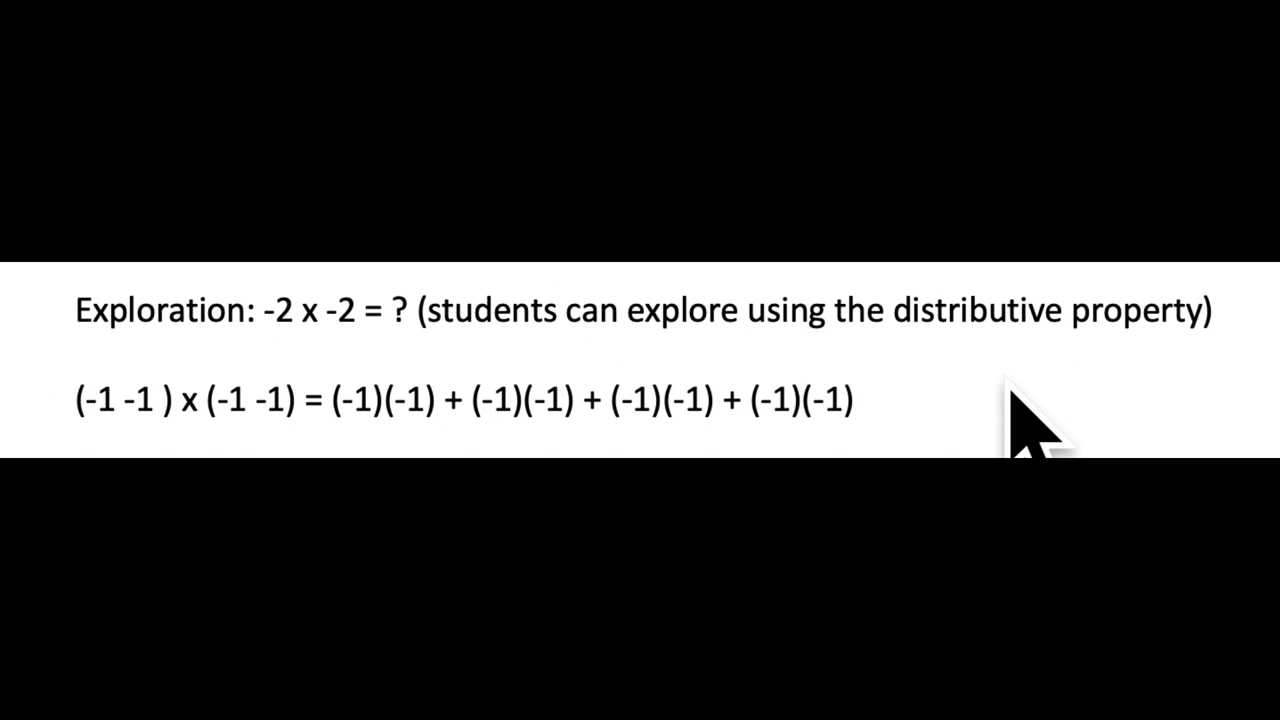 Exploration: -2 x -2 = ? (students can explore using the distributive property)
(-1 -1 ) x (-1 -1) = (-1)(-1) + (-1)(-1) + (-1)(-1) + (-1)(-1)